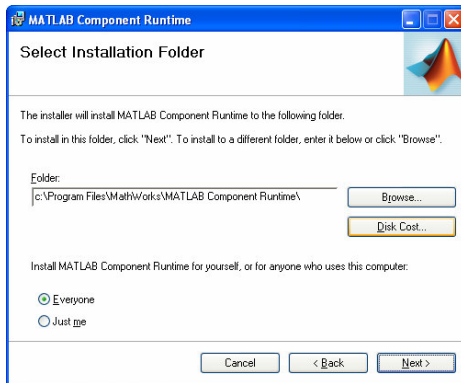 MATLAB Component Runtime
Select Installation Folder
The installer will install MATLAB Component Runtime to the following folder.
To install in this folder, click "Next". To install to a different folder, enter it below or click "Browse".
Folder:
c:\Program Files\MathWorks\MATLAB Component Runtime\
Browse...
Disk Cost...
Install MATLAB Component Runtime for yourself, or for anyone who uses this computer:
Everyone
Just me
Cancel
< Back
Next >